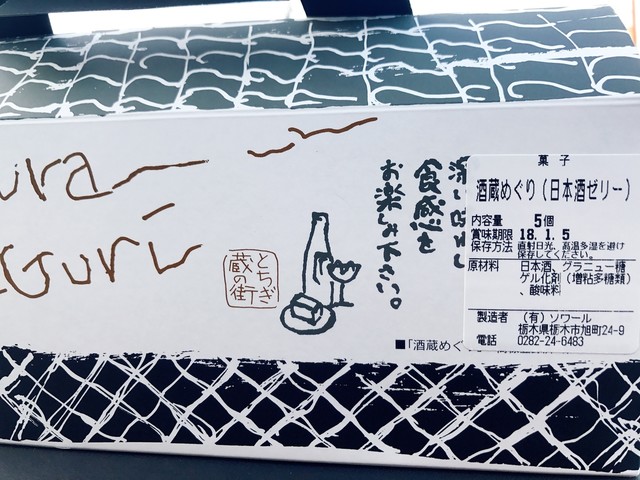 ura
Guri
食感を
お楽しみ下さい。
とちぎ
蔵の街
■「酒蔵めぐ
菓子
酒蔵めぐり(日本酒ゼリー)
内容量 5個
賞味期限 18.1.5
保存方法 直射日光、高温多湿を避け
保存してください。
原材料 日本酒、グラニュー糖
ゲル化剤(増粘多糖類)
、酸味料
製造者 (有)ソワール
栃木県栃木市旭町24-9
電話 0282-24-6483